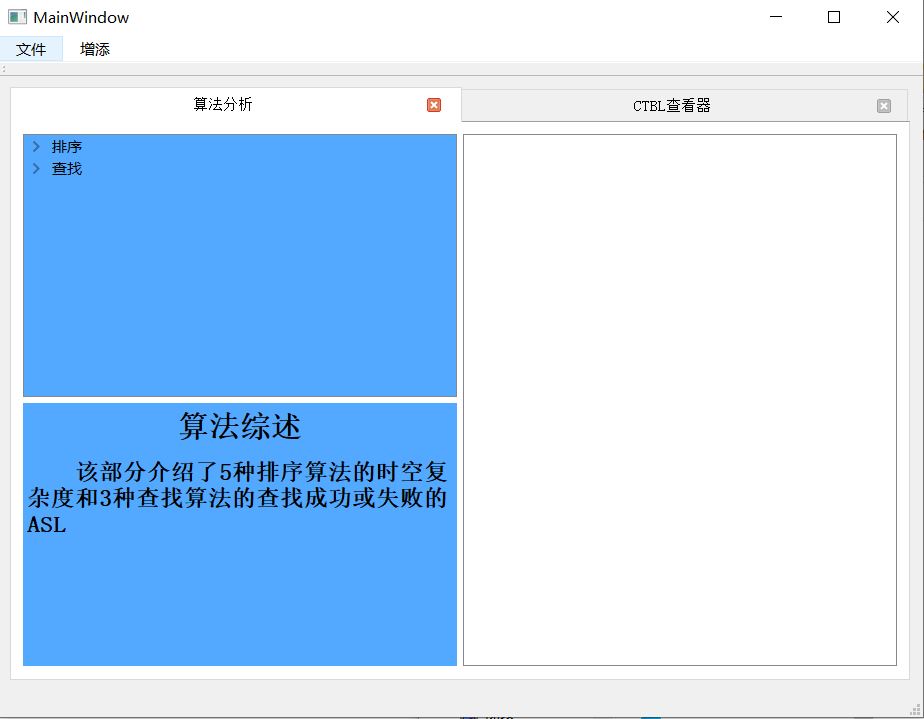 MainWindow
文件 增添
算法分析 CTBL查看器
排序
查找
算法综述
该部分介绍了5种排序算法的时空复
杂度和3种查找算法的查找成功或失败的
ASL